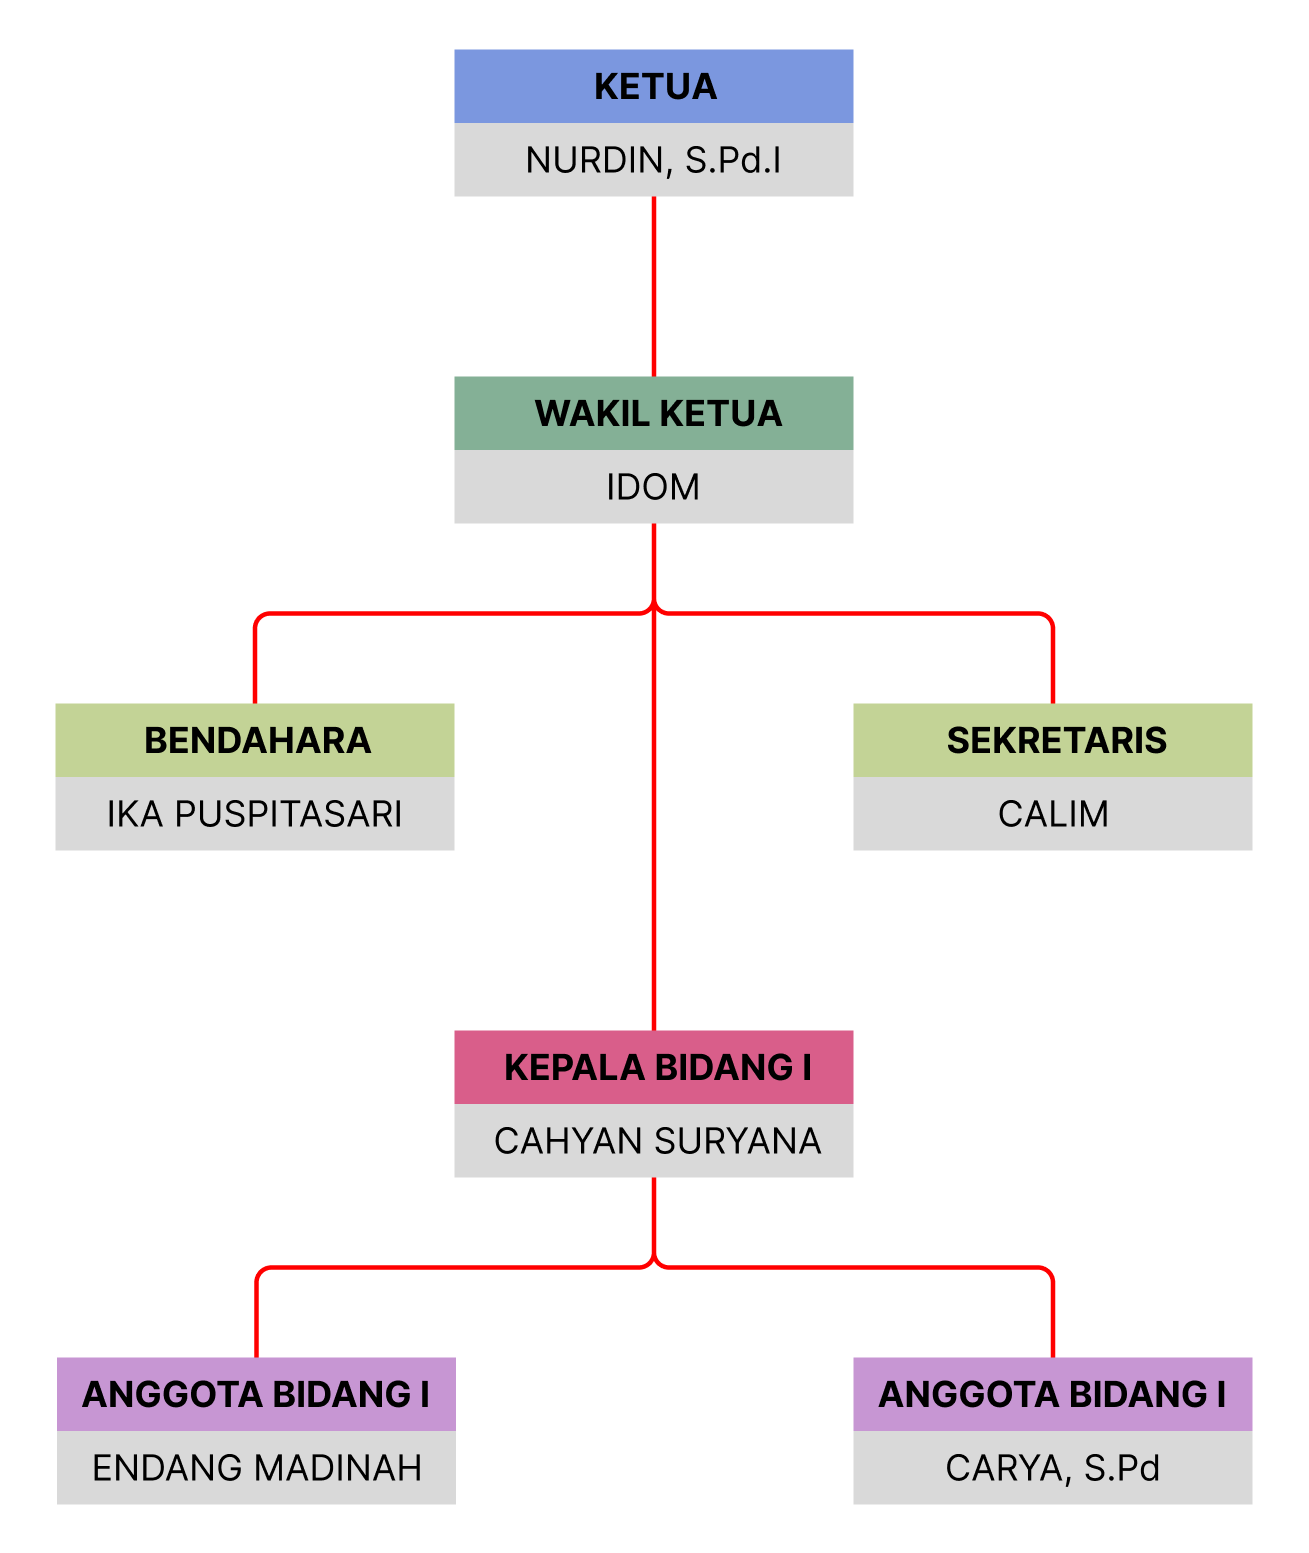 KETUA
NURDIN, S.Pd.I
WAKIL KETUA
IDOM
BENDAHARA
IKA PUSPITASARI
SEKRETARIS
CALIM
KEPALA BIDANG I
CAHYAN SURYANA
ANGGOTA BIDANG I
ENDANG MADINAH
ANGGOTA BIDANG I
CARYA, S.Pd